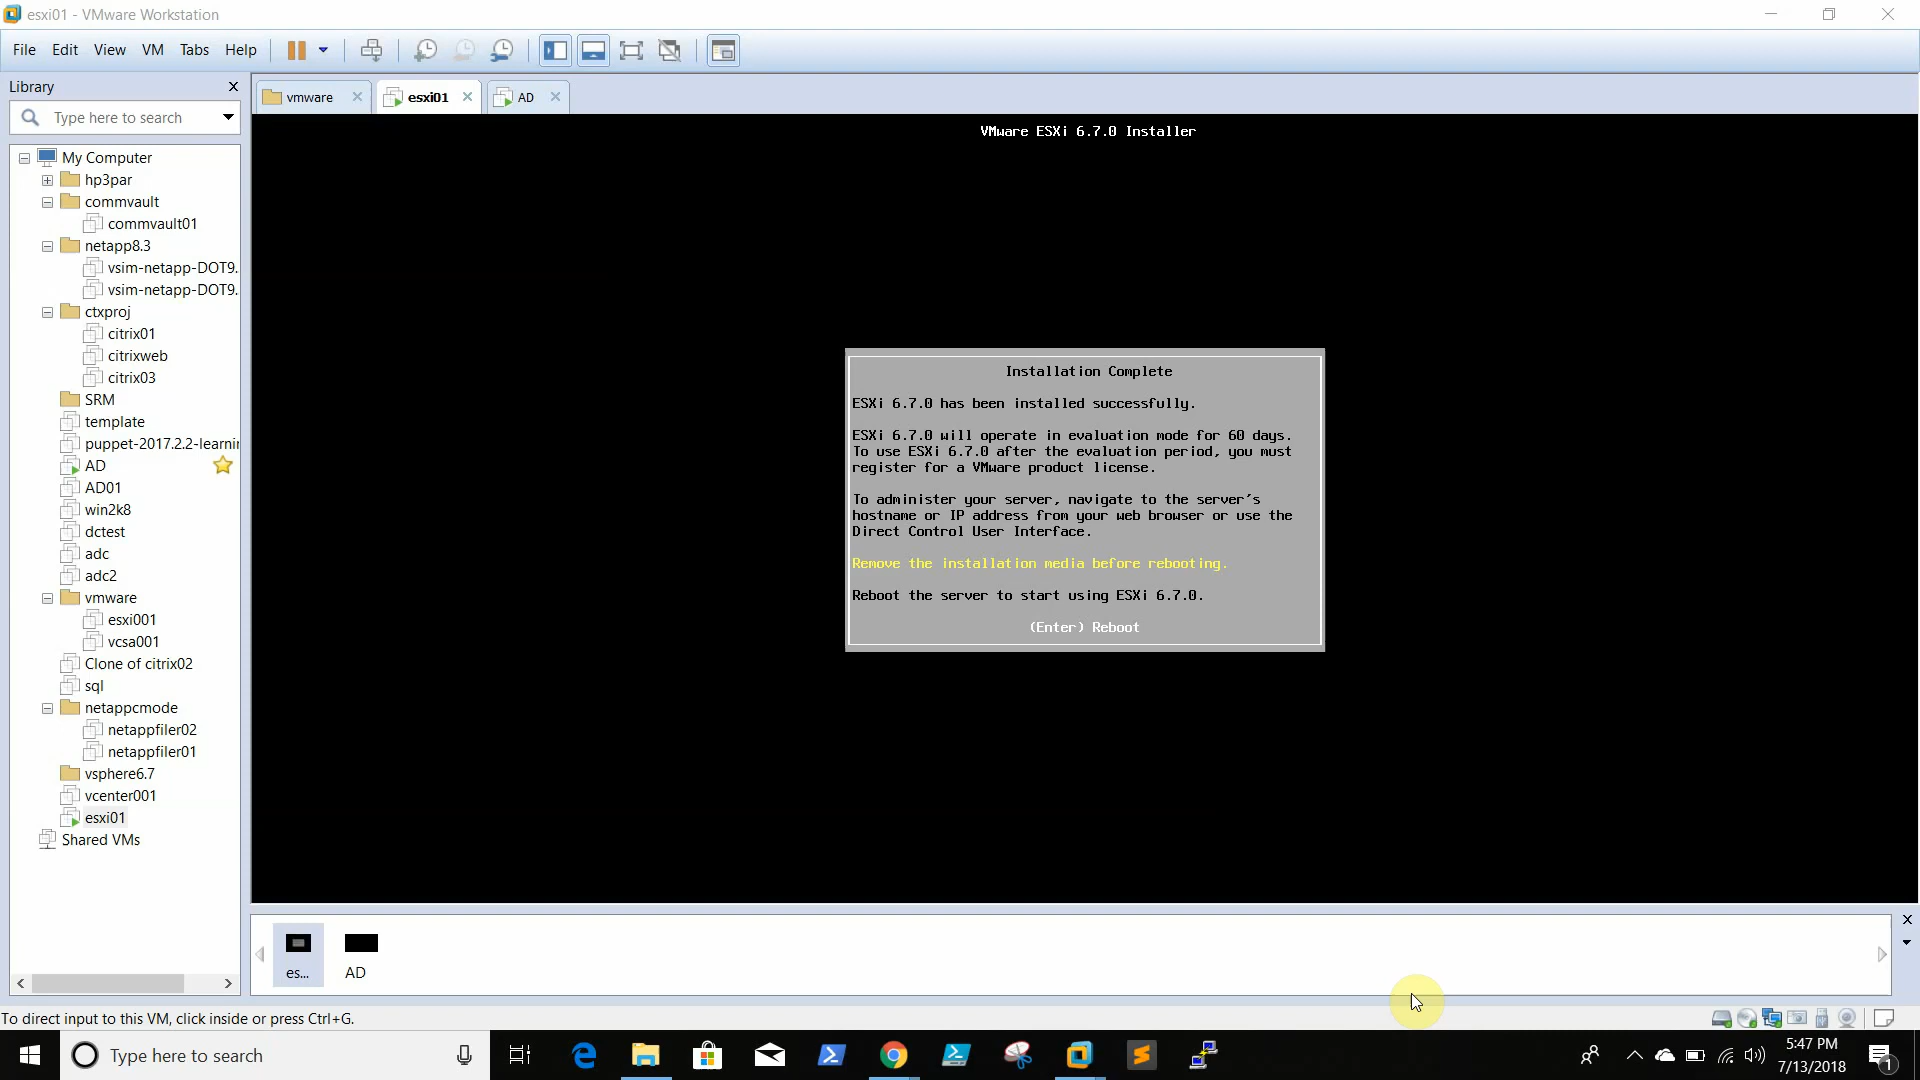 esxi01 - VMware Workstation
File Edit View VM Tabs Help
Library
Type here to search
My Computer
hp3par
commvault
commvault01
netapp8.3
vsim-netapp-DOT9.
vsim-netapp-DOT9.
ctxproj
citrix01
citrixweb
citrix03
SRM
template
puppet-2017.2.2-learnin
AD
AD01
win2k8
dctest
adc
adc2
vmware
esxi001
vcsa001
Clone of citrix02
sql
netappcmode
netappfiler02
netappfiler01
vsphere6.7
vcenter001
esxi01
Shared VMs
vmware esxi01 AD
VMware ESXi 6.7.0 Installer
Installation Complete
ESXi 6.7.0 has been installed successfully.
ESXi 6.7.0 will operate in evaluation mode for 60 days.
To use ESXi 6.7.0 after the evaluation period, you must
register for a VMware product license.
To administer your server, navigate to the server's
hostname or IP address from your web browser or use the
Direct Control User Interface.
Remove the installation media before rebooting.
Reboot the server to start using ESXi 6.7.0.
(Enter) Reboot
es... AD
To direct input to this VM, click inside or press Ctrl+G.
Type here to search
5:47 PM
7/13/2018
1